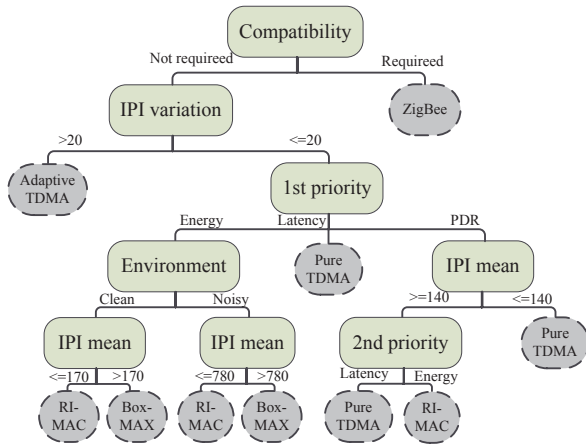 Compatibility
Not requireed
Requireed
IPI variation
ZigBee
>20
<=20
Adaptive
TDMA
1st priority
Energy
Latency
PDR
Environment
Pure
TDMA
IPI mean
Clean
Noisy
>=140
<=140
IPI mean
IPI mean
2nd priority
Pure
TDMA
<=170
>170
<=780
>780
Latency
Energy
RI-
MAC
Box-
MAX
RI-
MAC
Box-
MAX
Pure
TDMA
RI-
MAC